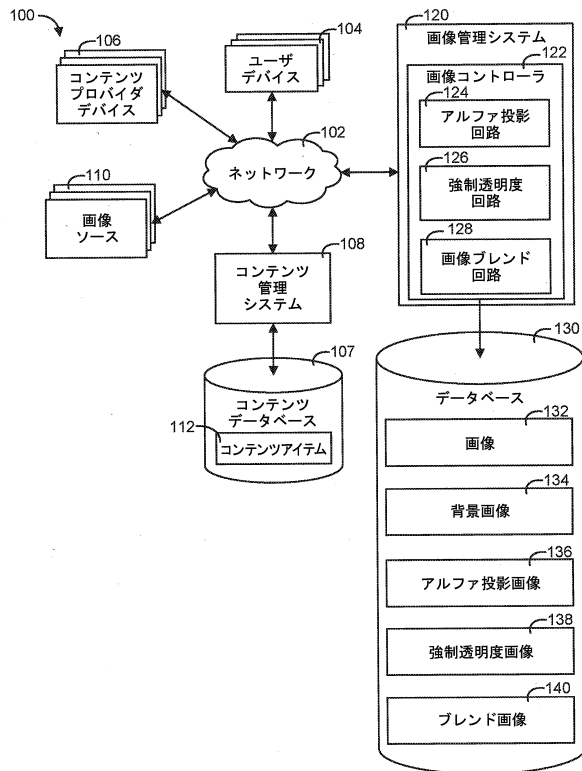 100
106
コンテンツ
プロバイダ
デバイス
104
ユーザ
デバイス
102
ネットワーク
110
画像
ソース
108
コンテンツ
管理
システム
107
コンテンツ
データベース
112
コンテンツアイテム
120
画像管理システム
122
画像コントローラ
124
アルファ投影
回路
126
強制透明度
回路
128
画像ブレンド
回路
130
データベース
132
画像
134
背景画像
136
アルファ投影画像
138
強制透明度画像
140
ブレンド画像